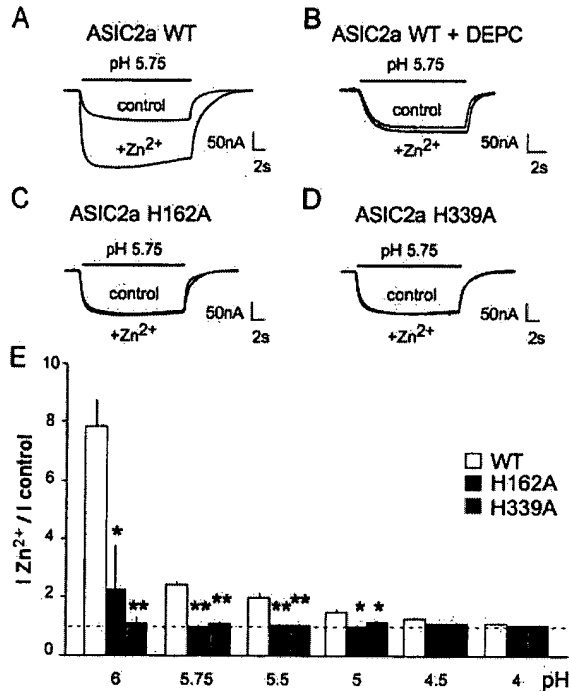 A
ASIC2a WT
pH 5.75
control
+Zn2+
50nA
2s
B
ASIC2a WT + DEPC
pH 5.75
control
+Zn2+
50nA
2s
C
ASIC2a H162A
pH 5.75
control
+Zn2+
50nA
2s
D
ASIC2a H339A
pH 5.75
control
+Zn2+
50nA
2s
E
I Zn2+ / I control
10
8
6
4
2
0
WT
H162A
H339A
*
**
** **
** **
* *
6 5.75 5.5 5 4.5 4 pH